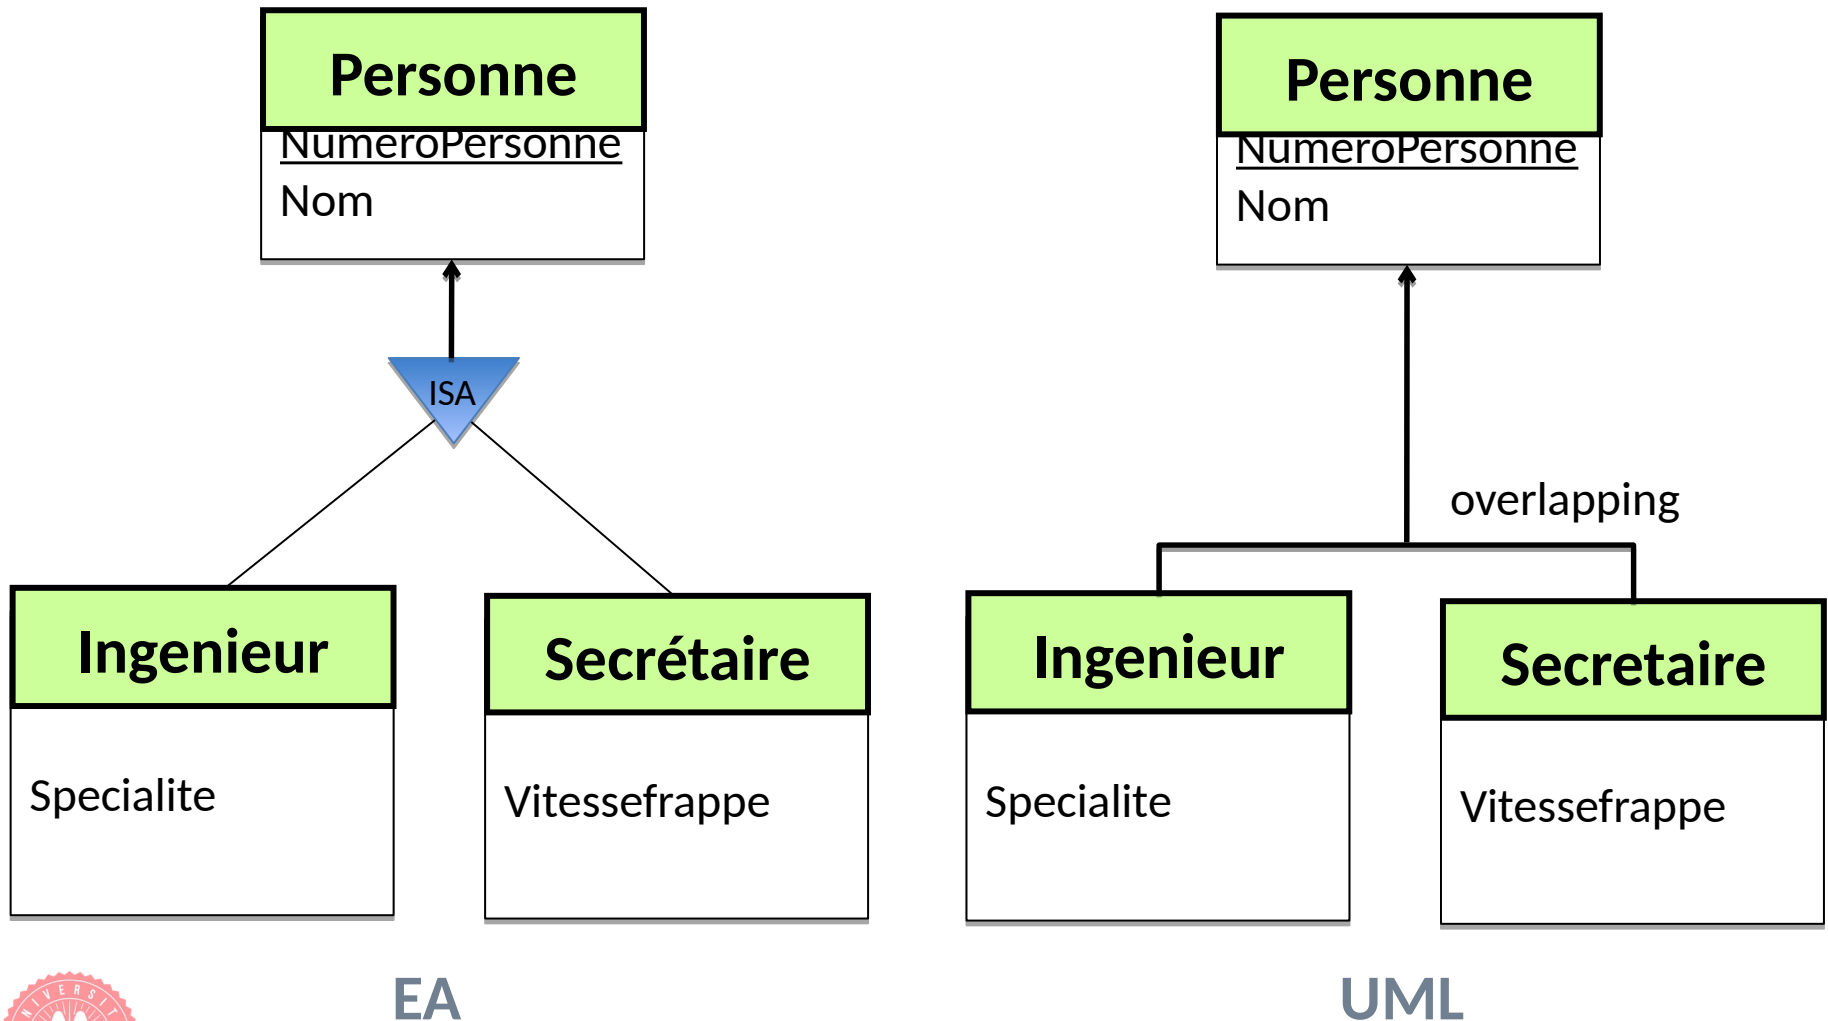 Personne
NumeroPersonne
Nom
ISA
Ingenieur
Specialite
Secrétaire
Vitessefrappe
EA
Personne
NumeroPersonne
Nom
overlapping
Ingenieur
Specialite
Secretaire
Vitessefrappe
UML